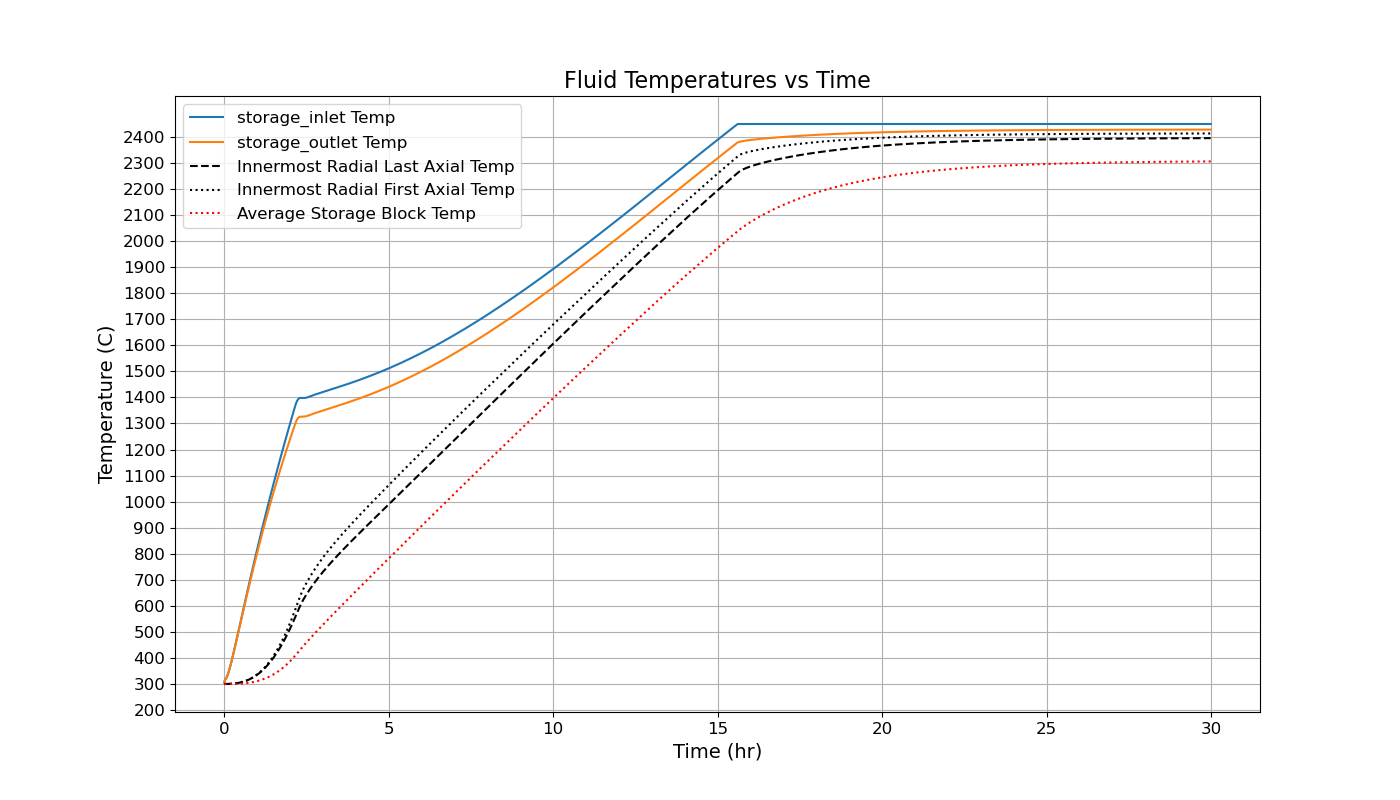 Fluid Temperatures vs Time
storage_inlet Temp
storage_outlet Temp
Innermost Radial Last Axial Temp
Innermost Radial First Axial Temp
Average Storage Block Temp
Temperature (C)
2400
2300
2200
2100
2000
1900
1800
1700
1600
1500
1400
1300
1200
1100
1000
900
800
700
600
500
400
300
200
0 5 10 15 20 25 30
Time (hr)